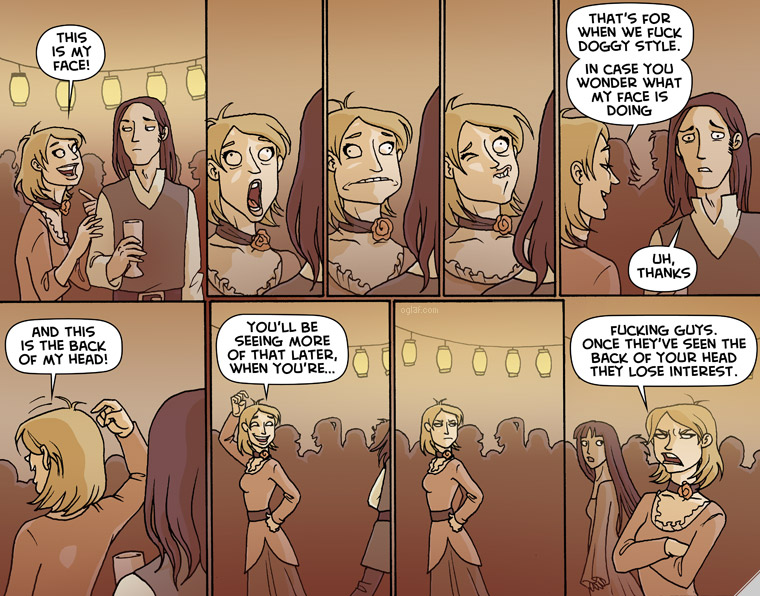 THIS
IS MY
FACE!
THAT'S FOR
WHEN WE FUCK
DOGGY STYLE.
IN CASE YOU
WONDER WHAT
MY FACE IS
DOING
UH,
THANKS
AND THIS
IS THE BACK
OF MY HEAD!
oglaf.com
YOU'LL BE
SEEING MORE
OF THAT LATER,
WHEN YOU'RE...
FUCKING GUYS.
ONCE THEY'VE SEEN THE
BACK OF YOUR HEAD
THEY LOSE INTEREST.